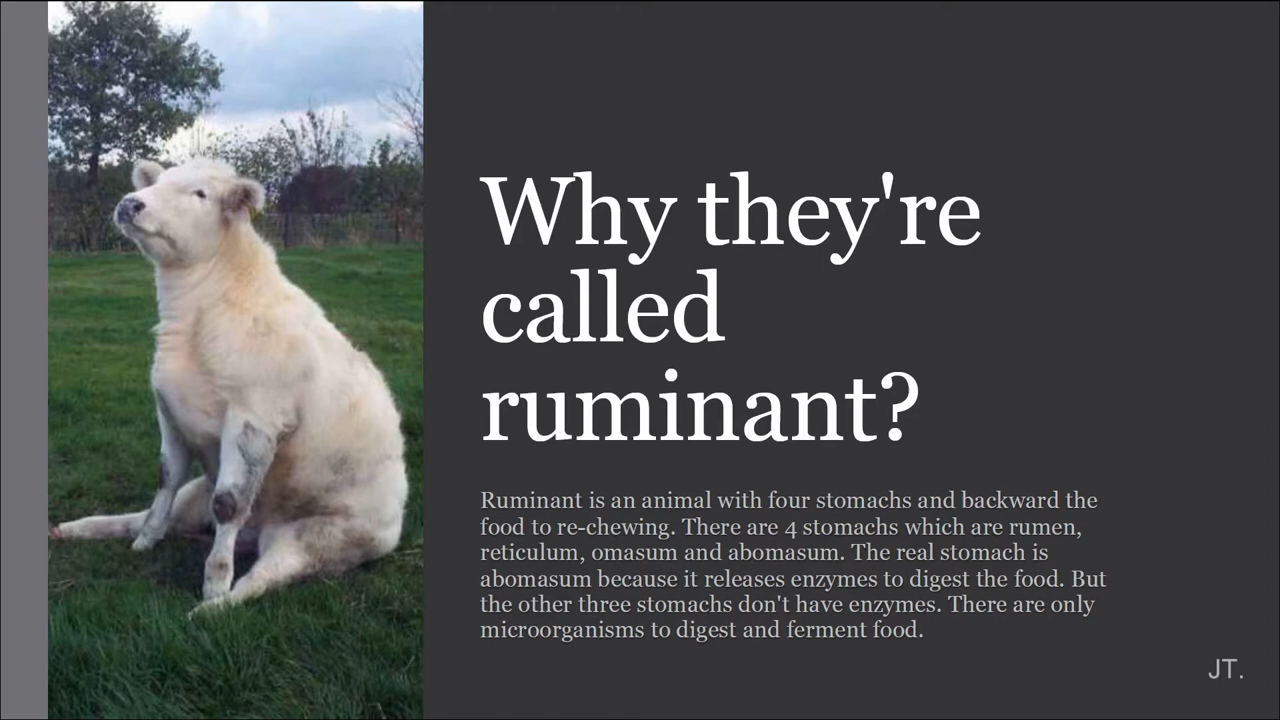 Why they're
called
ruminant?
Ruminant is an animal with four stomachs and backward the
food to re-chewing. There are 4 stomachs which are rumen,
reticulum, omasum and abomasum. The real stomach is
abomasum because it releases enzymes to digest the food. But
the other three stomachs don't have enzymes. There are only
microorganisms to digest and ferment food.
JT.